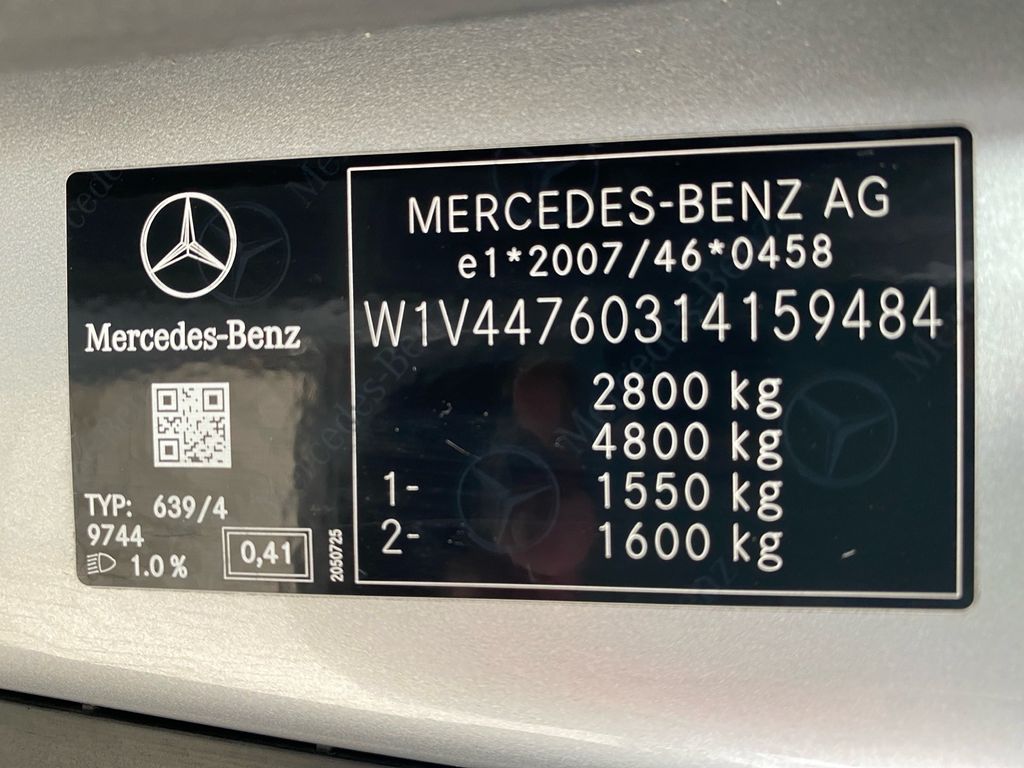 Mercedes-Benz
TYP: 639/4
9744
1.0 %
0,41
2050725
MERCEDES-BENZ AG
e1*2007/46*0458
W1V44760314159484
2800 kg
4800 kg
1- 1550 kg
2- 1600 kg